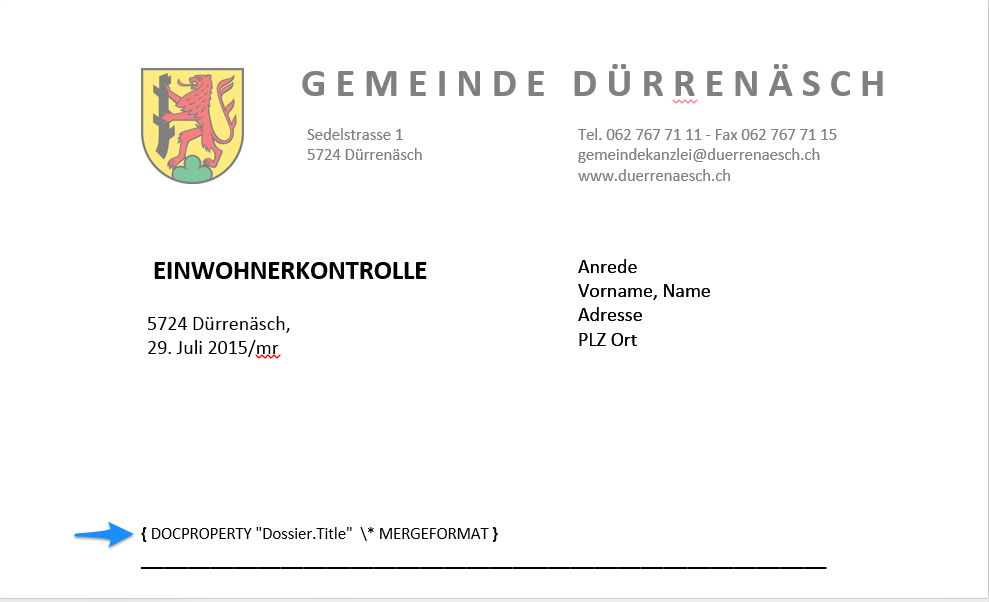 GEMEINDE DÜRRENÄSCH
Sedelstrasse 1
5724 Dürrenäsch
Tel. 062 767 71 11 - Fax 062 767 71 15
gemeindekanzlei@duerrenaesch.ch
www.duerrenaesch.ch
EINWOHNERKONTROLLE
5724 Dürrenäsch,
29. Juli 2015/mr
Anrede
Vorname, Name
Adresse
PLZ Ort
{ DOCPROPERTY "Dossier.Title"  \* MERGEFORMAT }